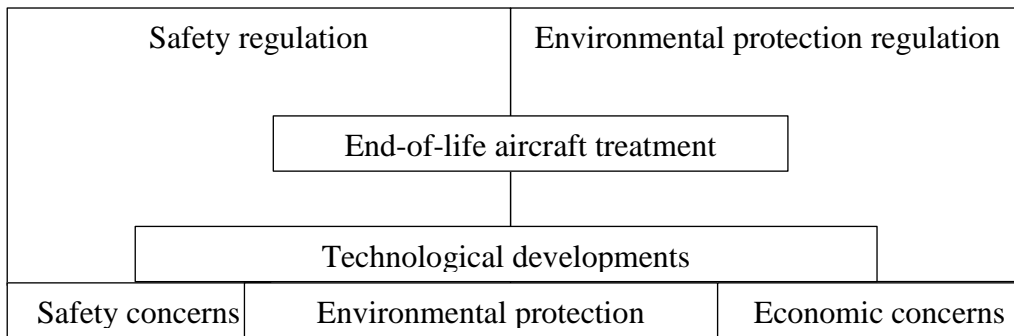 Safety regulation
Environmental protection regulation
End-of-life aircraft treatment
Technological developments
Safety concerns
Environmental protection
Economic concerns